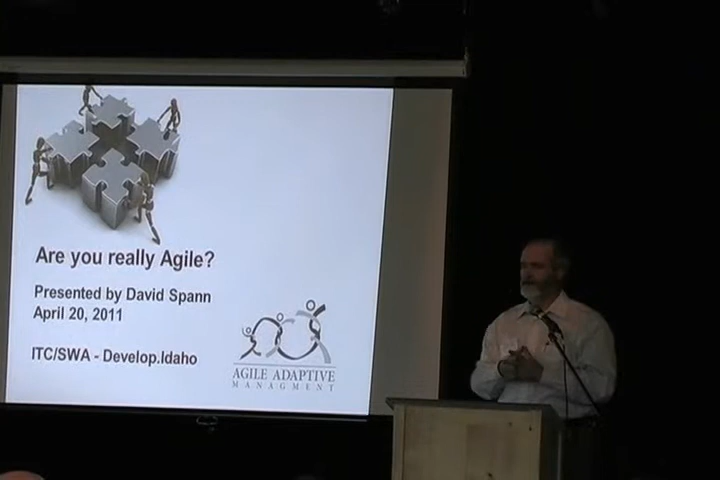 Are you really Agile?
Presented by David Spann
April 20, 2011
ITC/SWA - Develop.Idaho
AGILE ADAPTIVE
MANAGMENT